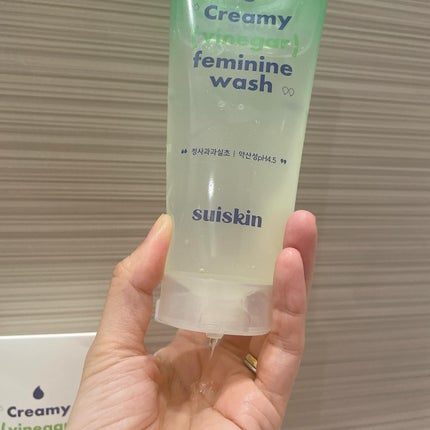 Creamy
(vinegar)
feminine
wash
"청사과과실초 | 약산성pH4.5"
suiskin
Creamy
(vinegar